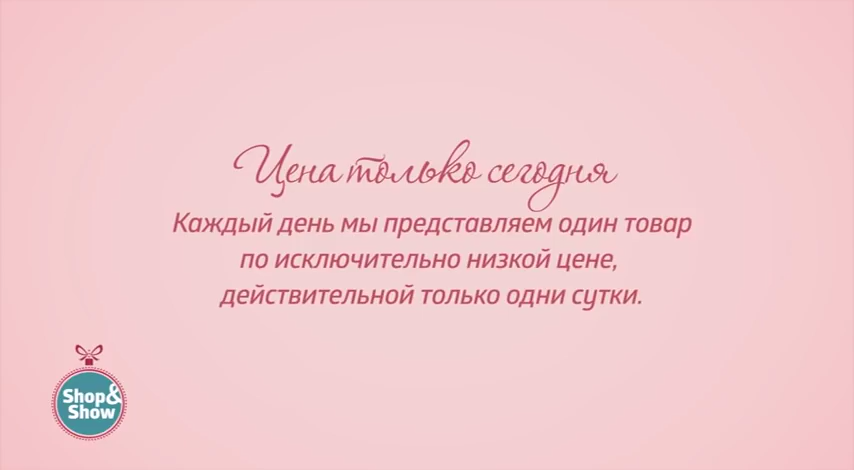 Цена только сегодня
Каждый день мы представляем один товар
по исключительно низкой цене,
действительной только одни сутки.
Shop&
Show